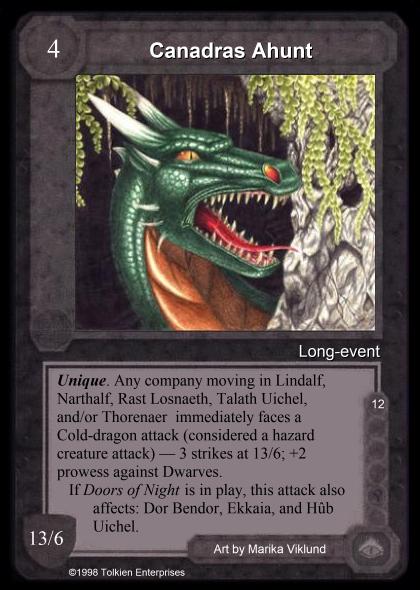 4
Canadras Ahunt
Long-event
Unique. Any company moving in Lindalf,
Narthalf, Rast Losnaeth, Talath Uichel,
and/or Thorenaer immediately faces a
Cold-dragon attack (considered a hazard
creature attack) — 3 strikes at 13/6; +2
prowess against Dwarves.
If Doors of Night is in play, this attack also
affects: Dor Bendor, Ekkaia, and Hûb
Uichel.
12
13/6
Art by Marika Viklund
©1998 Tolkien Enterprises